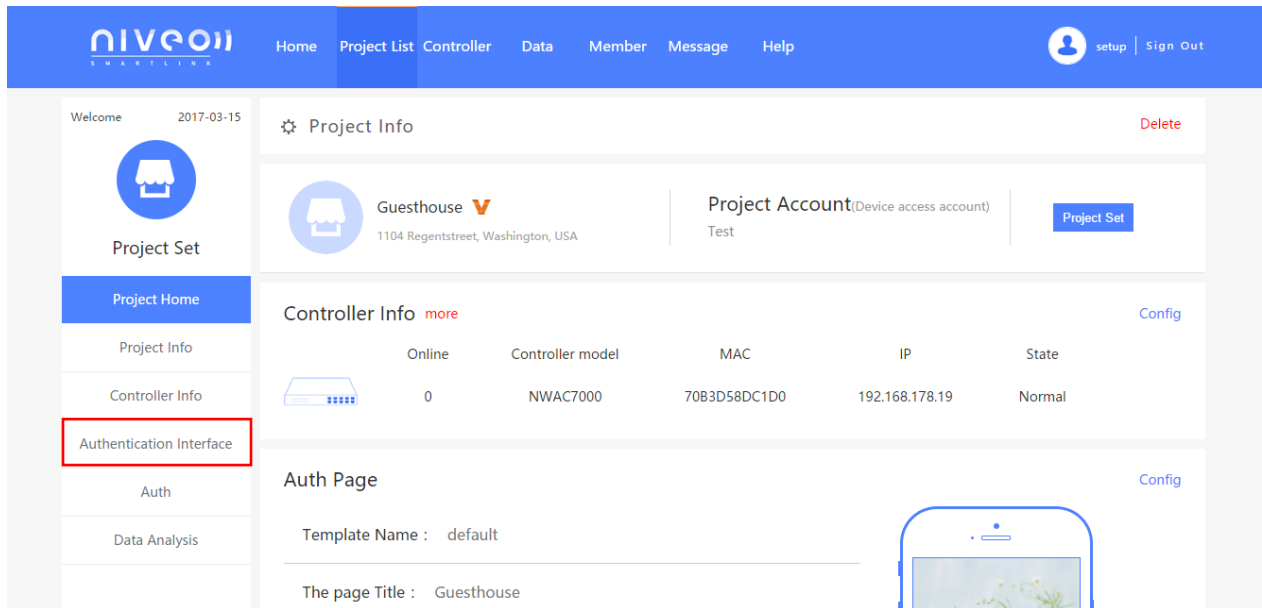 niveo
SMARTLINK
Home Project List Controller Data Member Message Help
setup Sign Out
Welcome 2017-03-15
Project Set
Project Home
Project Info
Controller Info
Authentication Interface
Auth
Data Analysis
Project Info
Delete
Guesthouse
1104 Regentstreet, Washington, USA
Project Account(Device access account)
Test
Project Set
Controller Info more
Config
Online Controller model MAC IP State
0 NWAC7000 70B3D58DC1D0 192.168.178.19 Normal
Auth Page
Config
Template Name : default
The page Title : Guesthouse